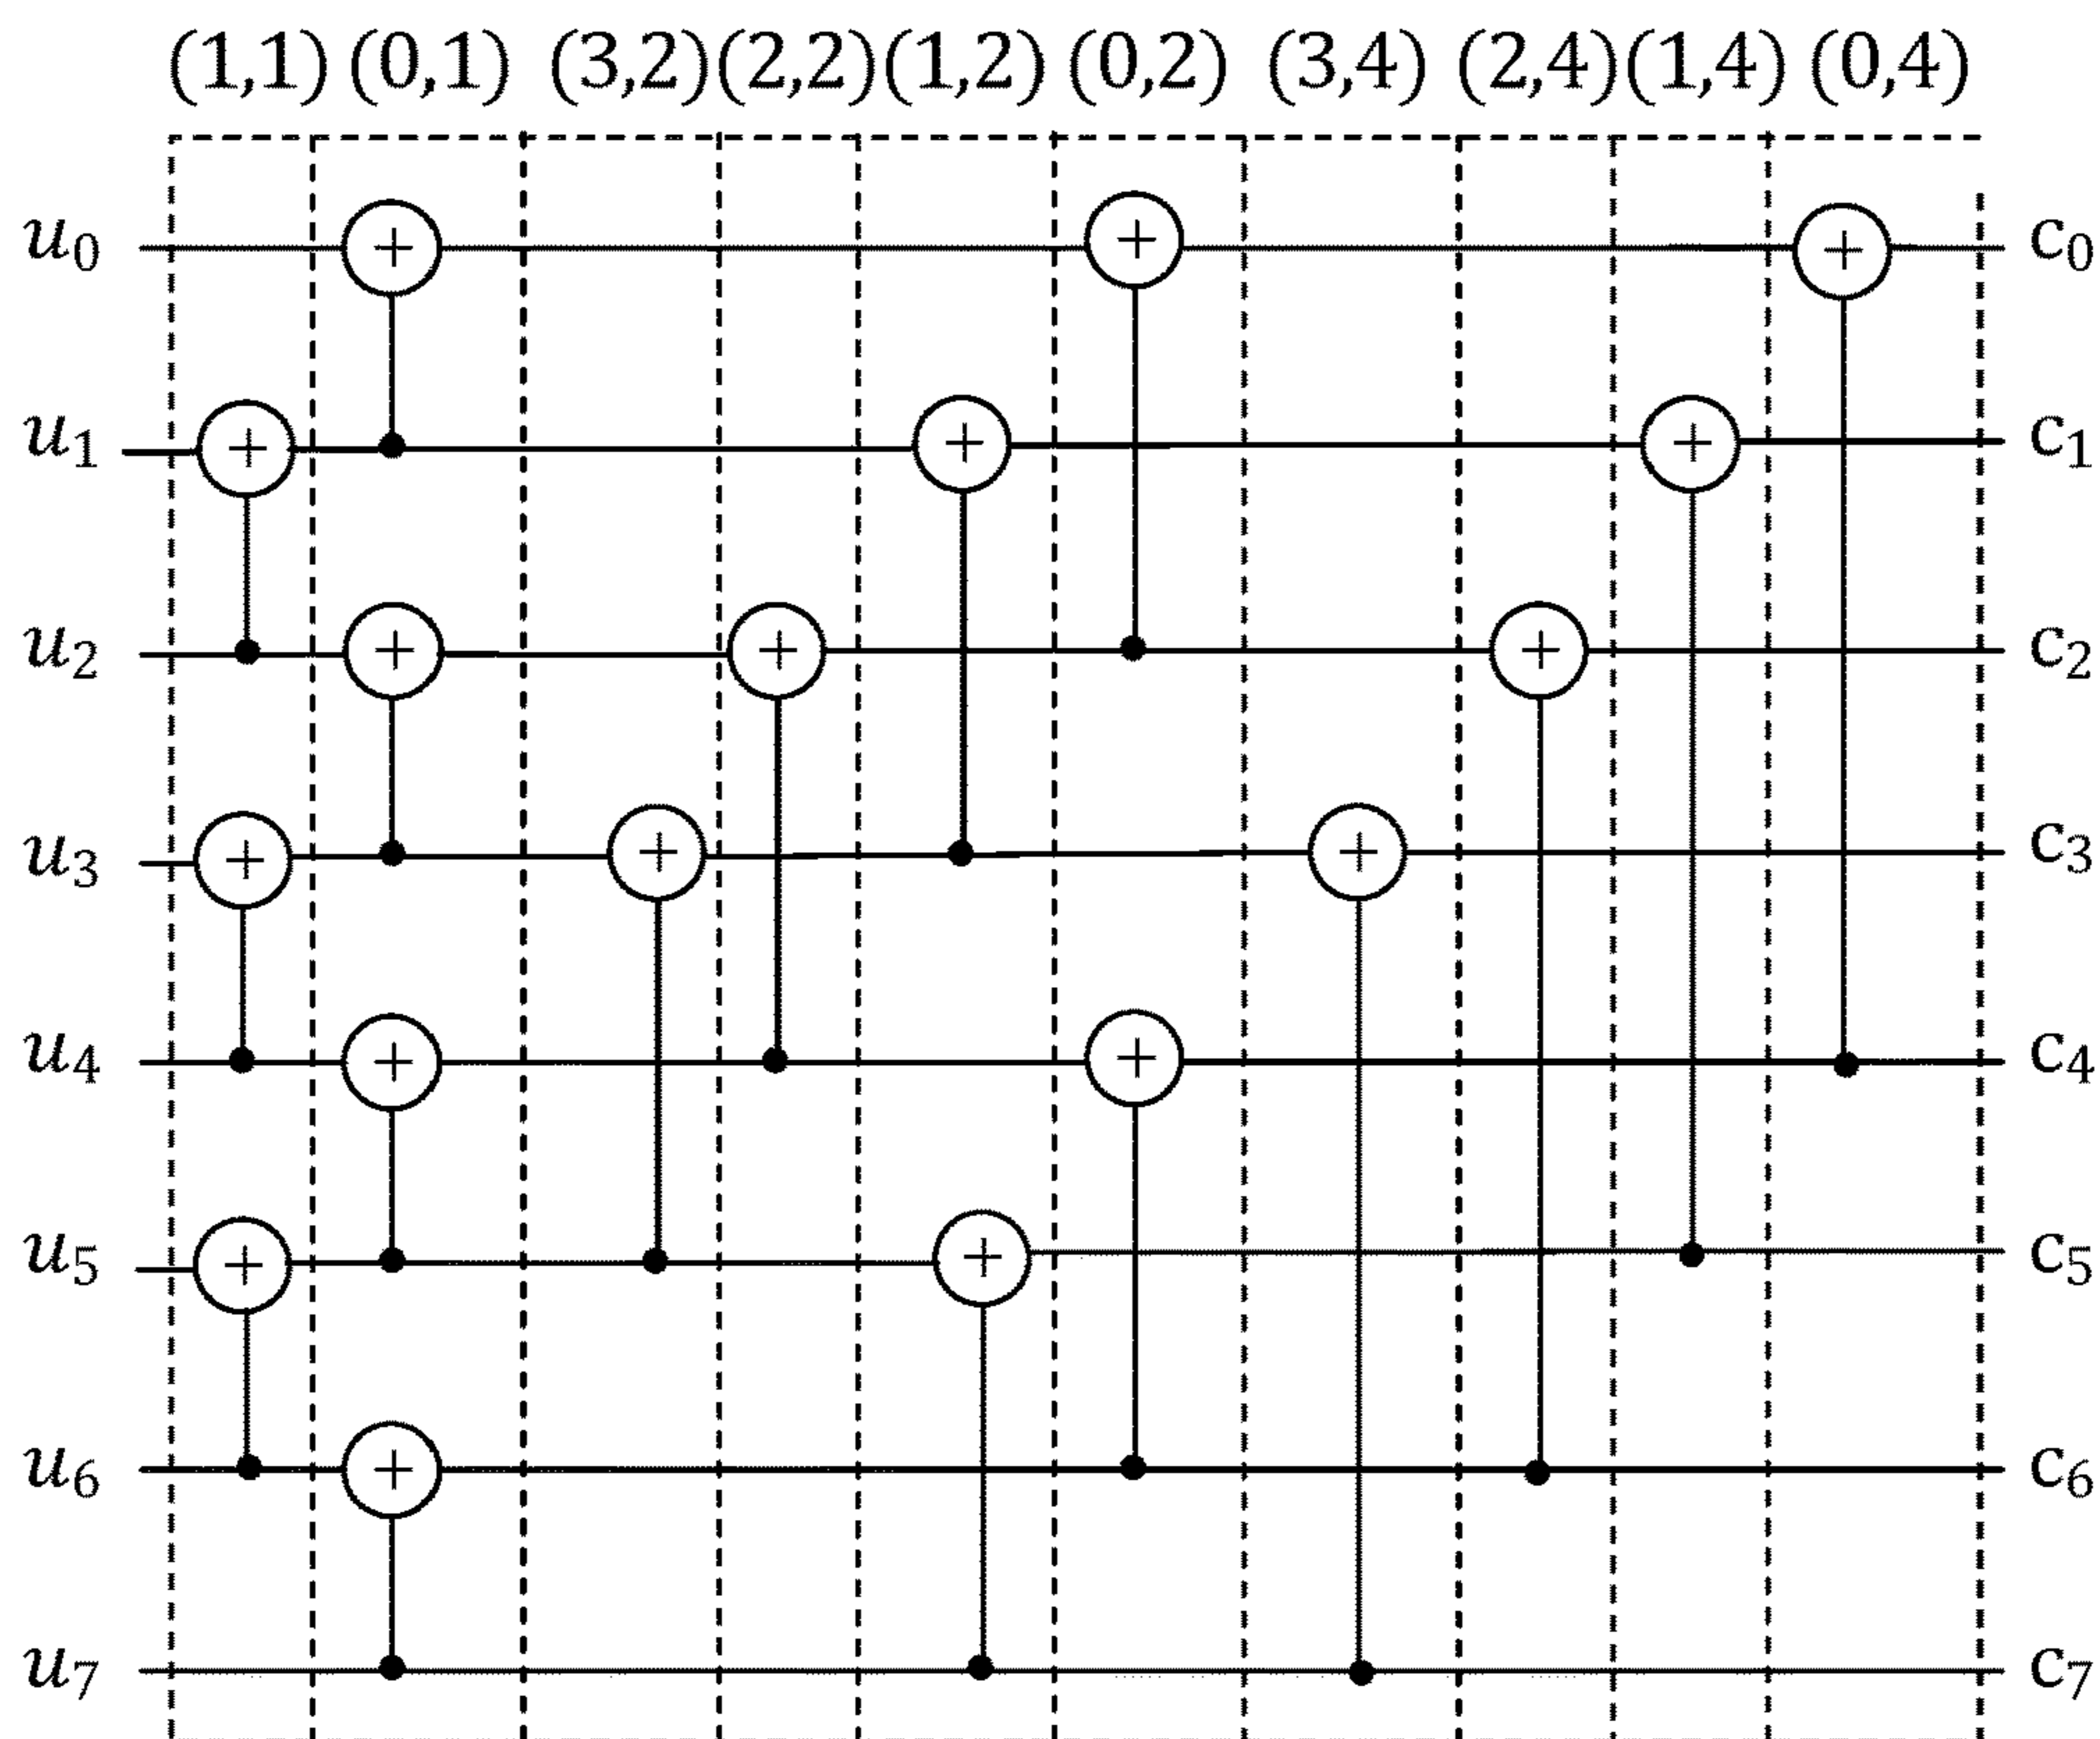 (1,1) (0,1) (3,2) (2,2) (1,2) (0,2) (3,4) (2,4) (1,4) (0,4)
u₀ + + + c₀
u₁ + + + c₁
u₂ + + + c₂
u₃ + + + c₃
u₄ + + c₄
u₅ + + c₅
u₆ + c₆
u₇ c₇